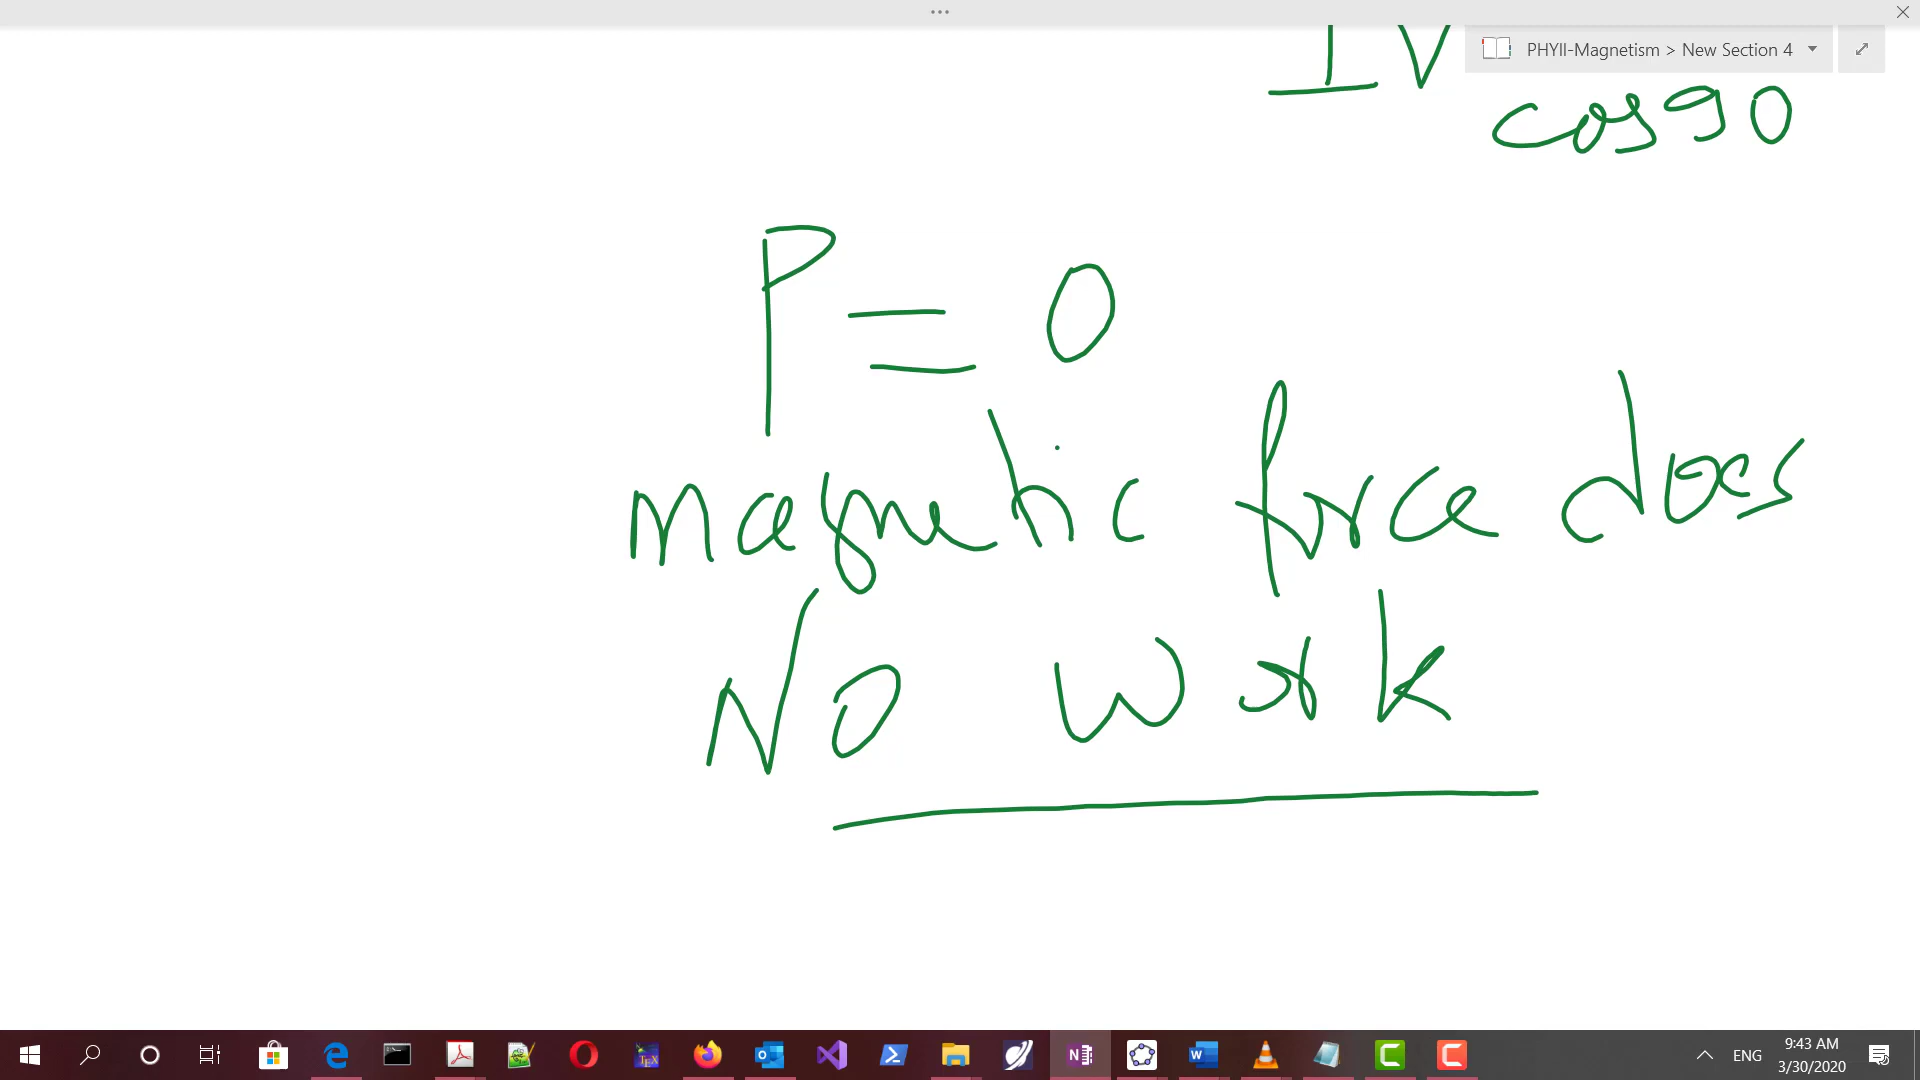 PHYII-Magnetism > New Section 4
cos90
P = 0
magnetic force does
No work
ENG
9:43 AM
3/30/2020